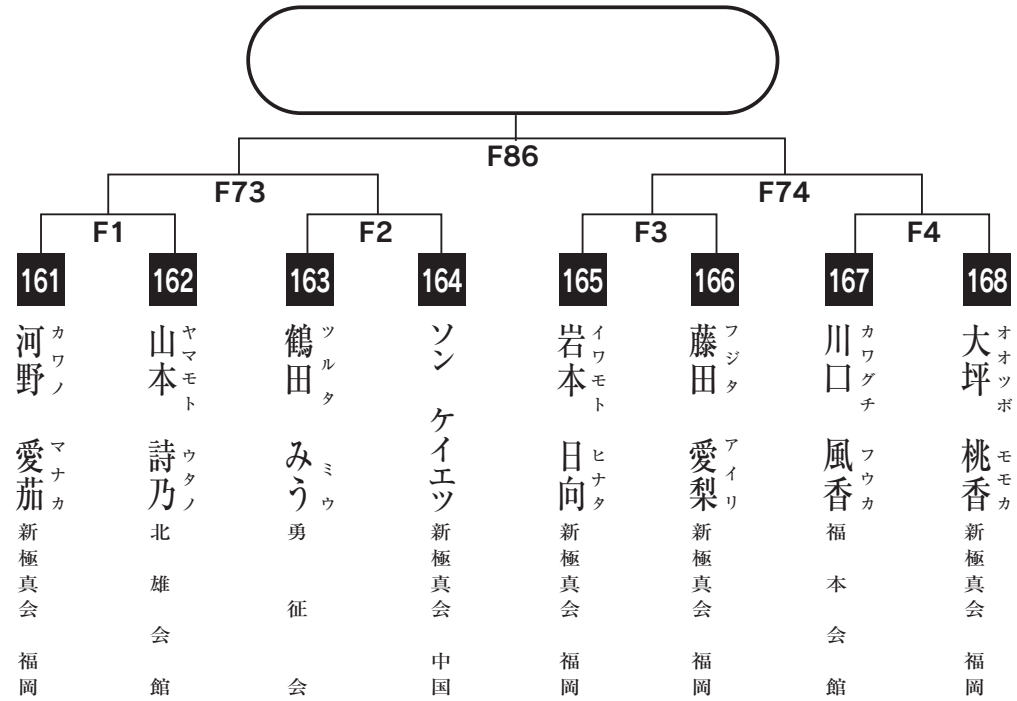 F86
F73
F74
F1
F2
F3
F4
161
162
163
164
165
166
167
168
河野 愛茄
カワノ マナカ
新極真会 福岡
山本 詩乃
ヤマモト ウタノ
北雄会館
鶴田 みう
ツルタ ミウ
勇征会
ソン ケイエツ
新極真会 中国
岩本 日向
イワモト ヒナタ
新極真会 福岡
藤田 愛梨
フジタ アイリ
新極真会 福岡
川口 風香
カワグチ フウカ
福本会館
大坪 桃香
オオツボ モモカ
新極真会 福岡